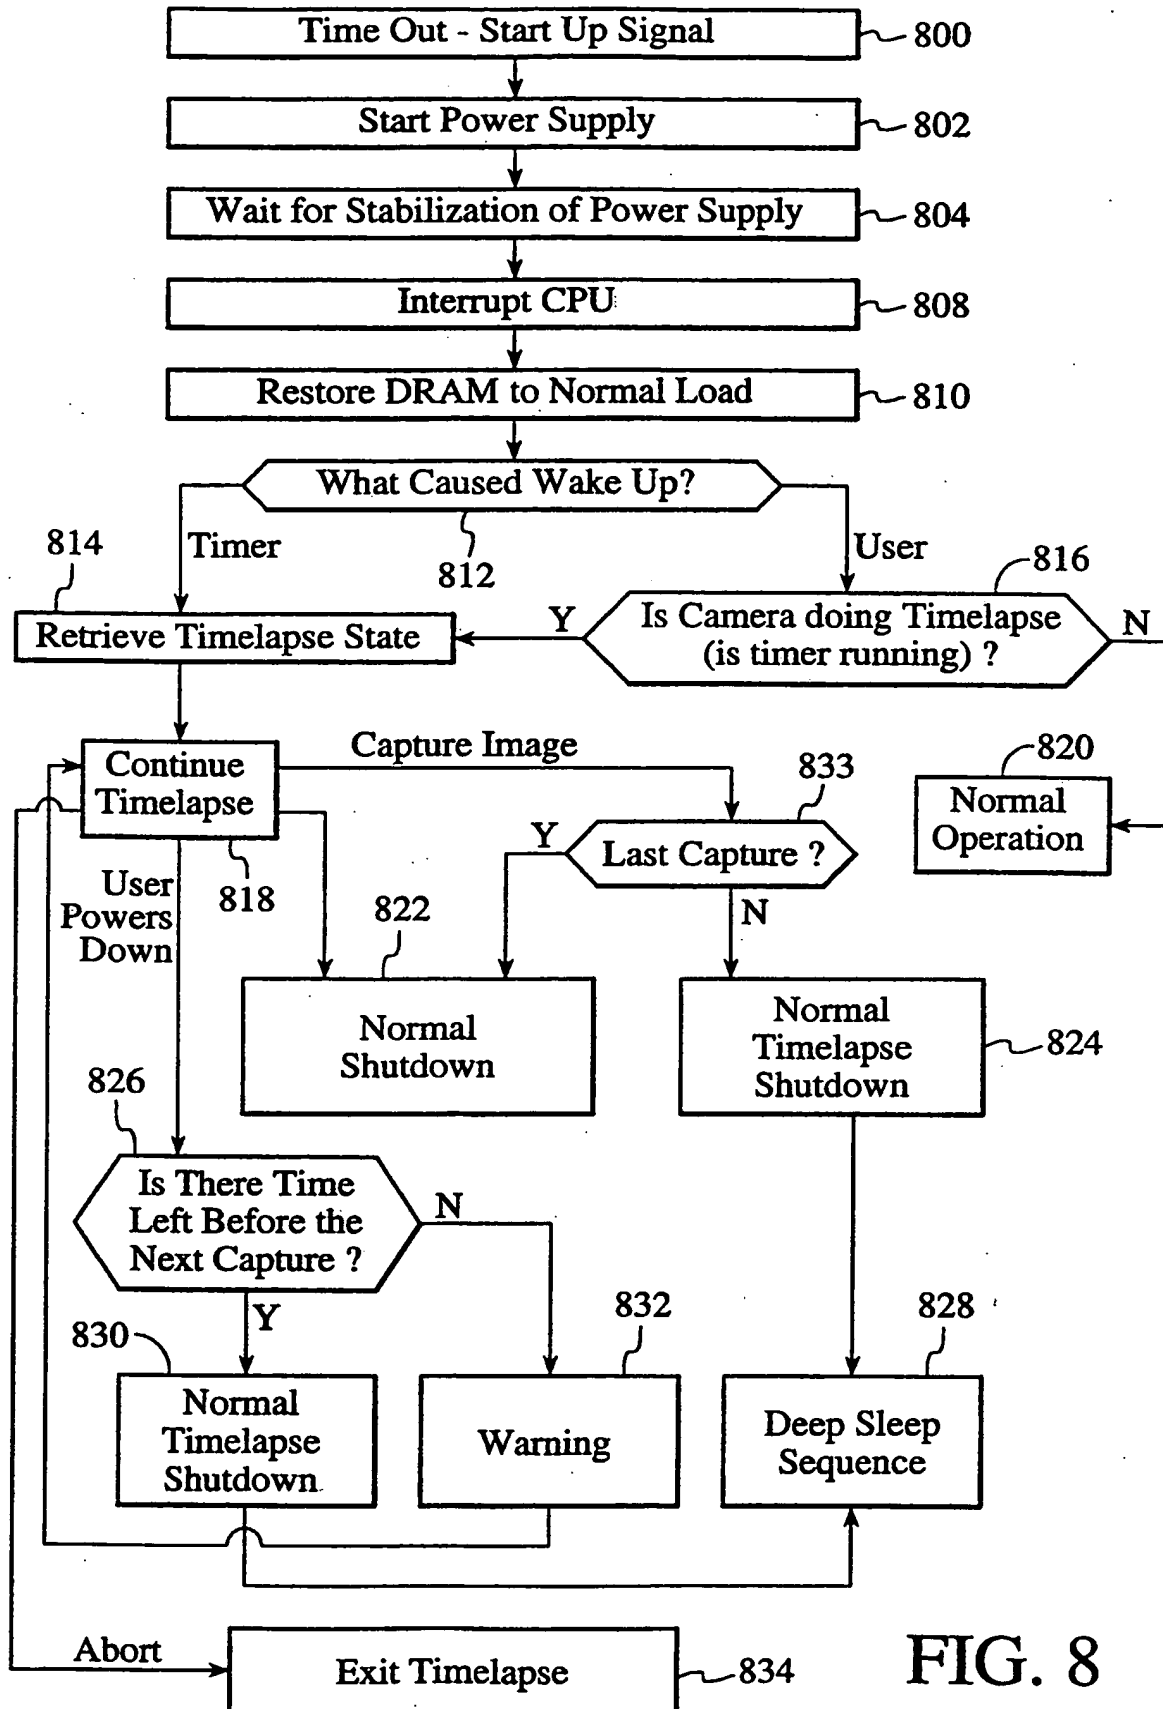 Time Out - Start Up Signal
800
Start Power Supply
802
Wait for Stabilization of Power Supply
804
Interrupt CPU
808
Restore DRAM to Normal Load
810
What Caused Wake Up?
812
Timer
User
814
Retrieve Timelapse State
816
Is Camera doing Timelapse
(is timer running) ?
Y
N
Continue
Timelapse
818
Capture Image
833
Last Capture ?
Y
N
820
Normal
Operation
User
Powers
Down
822
Normal
Shutdown
Normal
Timelapse
Shutdown
824
826
Is There Time
Left Before the
Next Capture ?
N
Y
830
Normal
Timelapse
Shutdown
832
Warning
828
Deep Sleep
Sequence
Abort
Exit Timelapse
834
FIG. 8